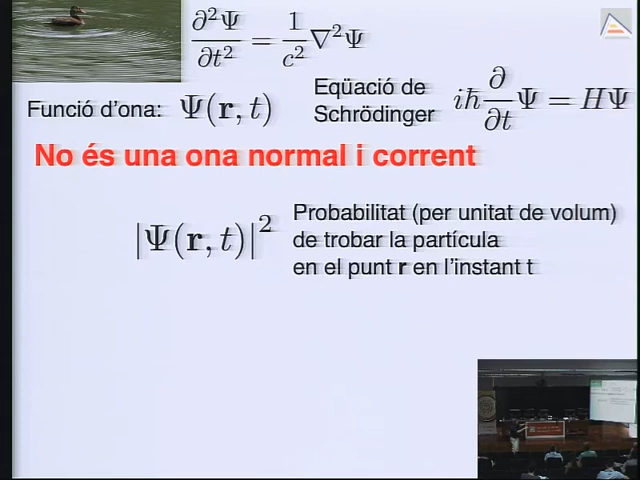 ∂²Ψ/∂t² = 1/c² ∇²Ψ
Funció d'ona: Ψ(r, t)
Eqüació de
Schrödinger
iħ ∂/∂t Ψ = HΨ
No és una ona normal i corrent
|Ψ(r, t)|²
Probabilitat (per unitat de volum)
de trobar la partícula
en el punt r en l'instant t